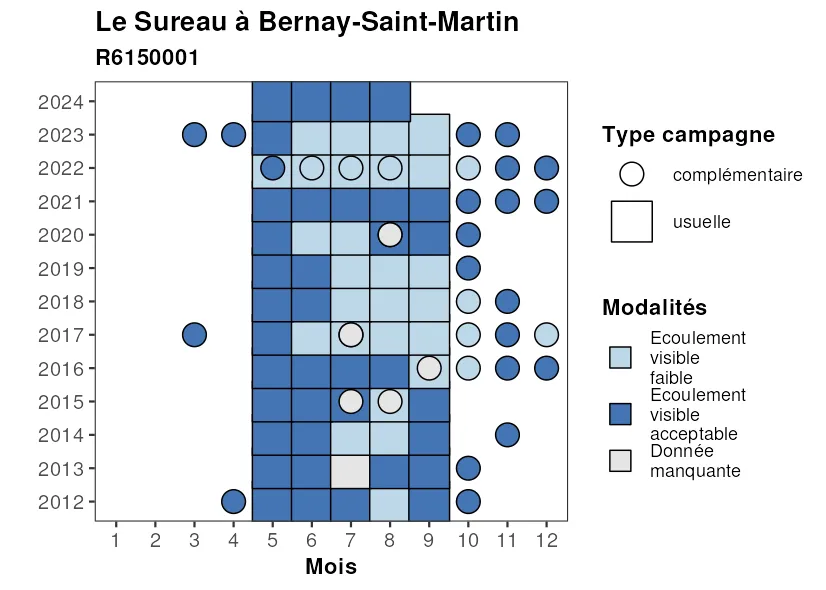 Le Sureau à Bernay-Saint-Martin
R6150001
2024
2023
2022
2021
2020
2019
2018
2017
2016
2015
2014
2013
2012
1 2 3 4 5 6 7 8 9 10 11 12
Mois
Type campagne
complémentaire
usuelle
Modalités
Ecoulement
visible
faible
Ecoulement
visible
acceptable
Donnée
manquante